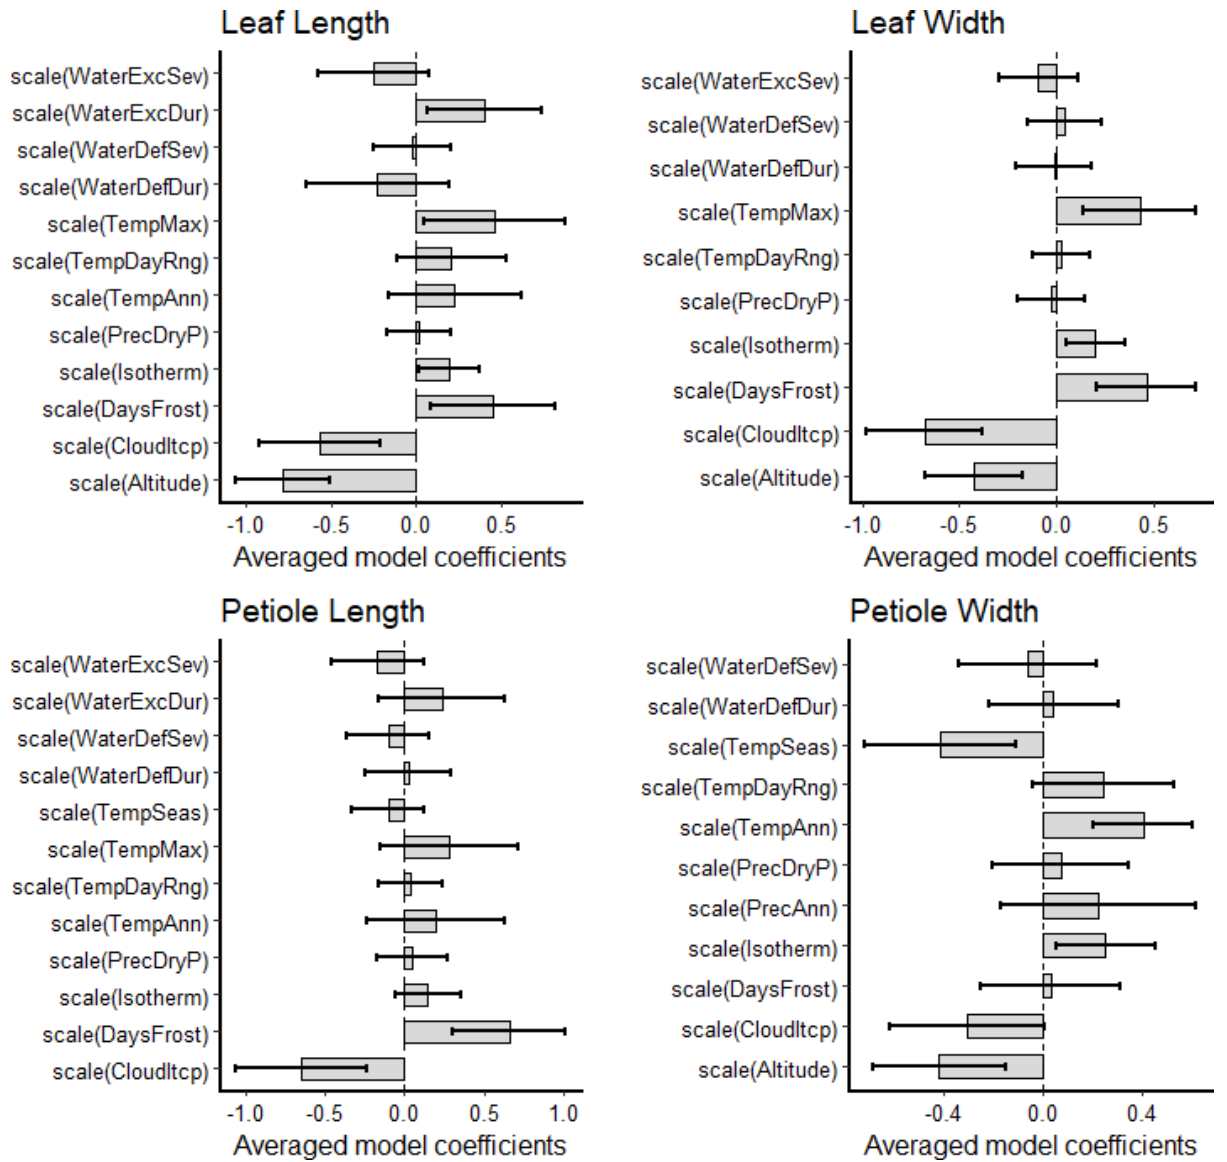 Leaf Length
scale(WaterExcSev)
scale(WaterExcDur)
scale(WaterDefSev)
scale(WaterDefDur)
scale(TempMax)
scale(TempDayRng)
scale(TempAnn)
scale(PrecDryP)
scale(Isotherm)
scale(DaysFrost)
scale(CloudItcp)
scale(Altitude)
-1.0 -0.5 0.0 0.5
Averaged model coefficients
Leaf Width
scale(WaterExcSev)
scale(WaterDefSev)
scale(WaterDefDur)
scale(TempMax)
scale(TempDayRng)
scale(PrecDryP)
scale(Isotherm)
scale(DaysFrost)
scale(CloudItcp)
scale(Altitude)
-1.0 -0.5 0.0 0.5
Averaged model coefficients
Petiole Length
scale(WaterExcSev)
scale(WaterExcDur)
scale(WaterDefSev)
scale(WaterDefDur)
scale(TempSeas)
scale(TempMax)
scale(TempDayRng)
scale(TempAnn)
scale(PrecDryP)
scale(Isotherm)
scale(DaysFrost)
scale(CloudItcp)
-1.0 -0.5 0.0 0.5 1.0
Averaged model coefficients
Petiole Width
scale(WaterDefSev)
scale(WaterDefDur)
scale(TempSeas)
scale(TempDayRng)
scale(TempAnn)
scale(PrecDryP)
scale(PrecAnn)
scale(Isotherm)
scale(DaysFrost)
scale(CloudItcp)
scale(Altitude)
-0.4 0.0 0.4
Averaged model coefficients